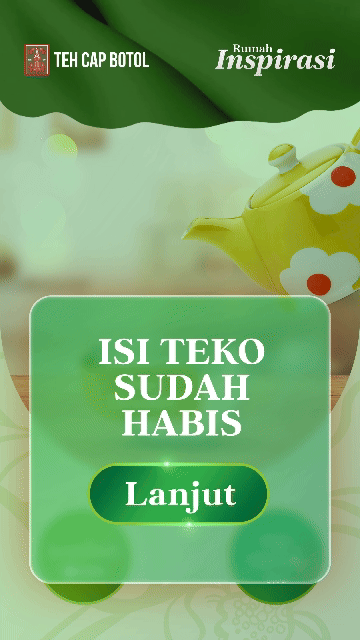 TEH CAP BOTOL
Rumah
Inspirasi
ISI TEKO
SUDAH
HABIS
Lanjut